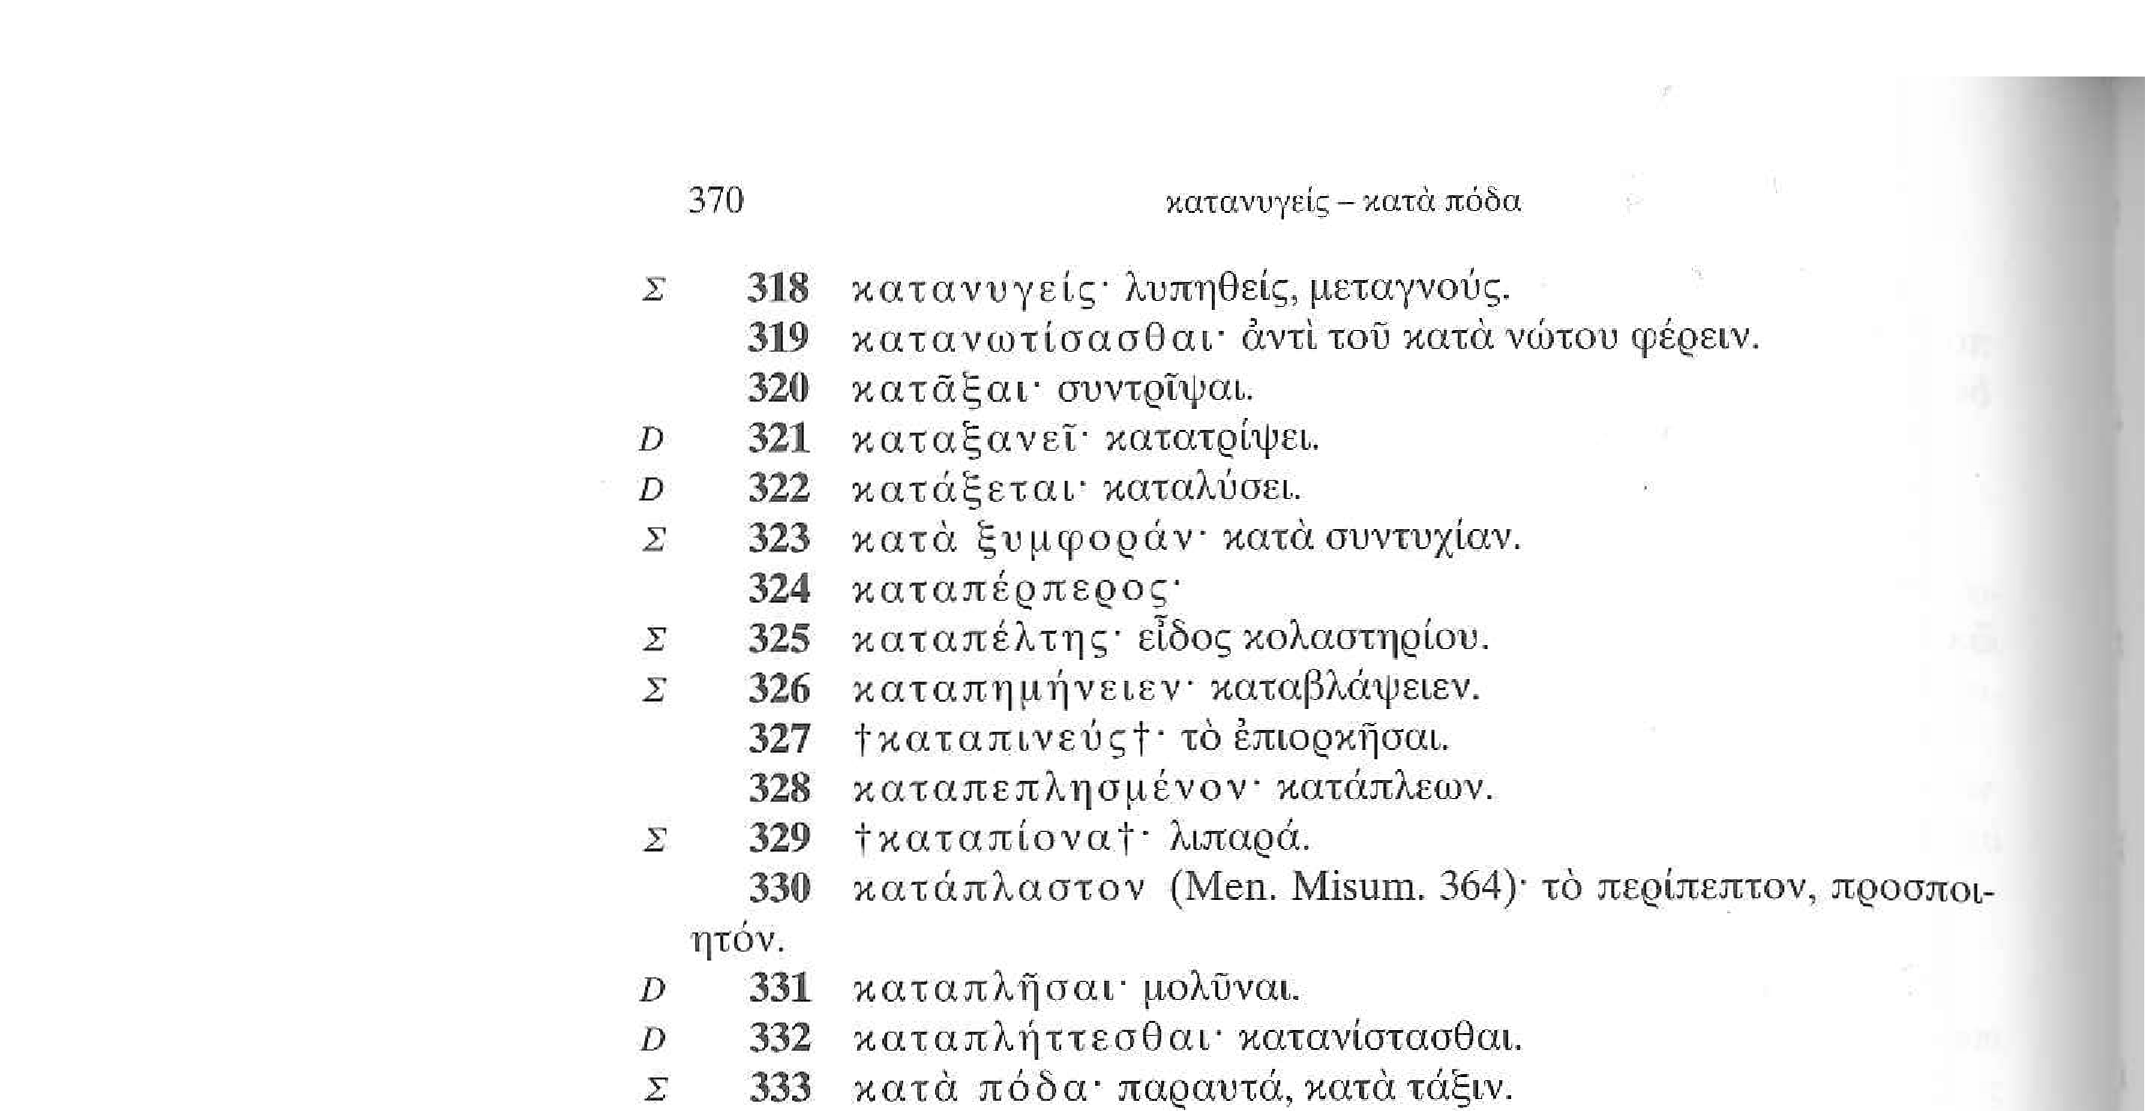 370 κατανυγείς – κατὰ πόδα
Σ 318 κατανυγείς· λυπηθείς, μεταγνούς.
319 κατανωτίσασθαι· ἀντὶ τοῦ κατὰ νώτου φέρειν.
320 κατᾶξαι· συντρῖψαι.
D 321 καταξανεῖ· κατατρίψει.
D 322 κατάξεται· καταλύσει.
Σ 323 κατὰ ξυμφοράν· κατὰ συντυχίαν.
324 καταπέρπερος·
Σ 325 καταπέλτης· εἶδος κολαστηρίου.
Σ 326 καταπημήνειεν· καταβλάψειεν.
327 †καταπινεύς†· τὸ ἐπιορκῆσαι.
328 καταπεπλησμένον· κατάπλεων.
Σ 329 †καταπίονα†· λιπαρά.
330 κατάπλαστον (Men. Misum. 364)· τὸ περίπεπτον, προσποι-
ητόν.
D 331 καταπλῆσαι· μολῦναι.
D 332 καταπλήττεσθαι· κατανίστασθαι.
Σ 333 κατὰ πόδα· παραυτά, κατὰ τάξιν.